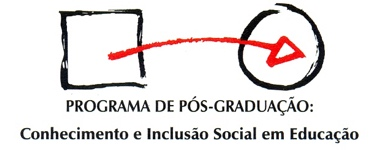 PROGRAMA DE PÓS-GRADUAÇÃO:
Conhecimento e Inclusão Social em Educação